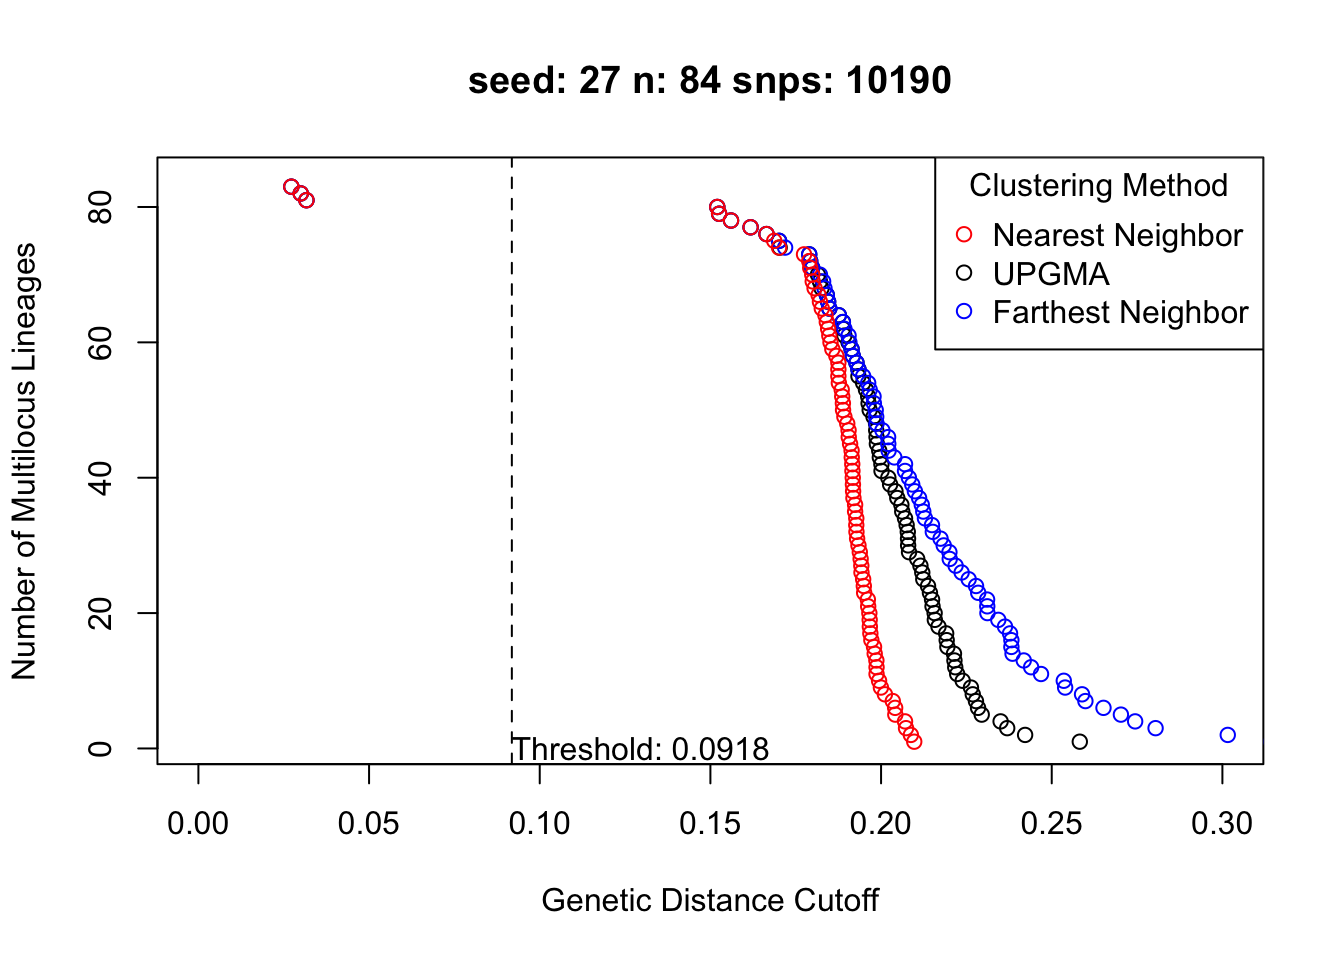 seed: 27 n: 84 snps: 10190
Clustering Method
Nearest Neighbor
UPGMA
Farthest Neighbor
Number of Multilocus Lineages
80
60
40
20
0
Threshold: 0.0918
0.00 0.05 0.10 0.15 0.20 0.25 0.30
Genetic Distance Cutoff